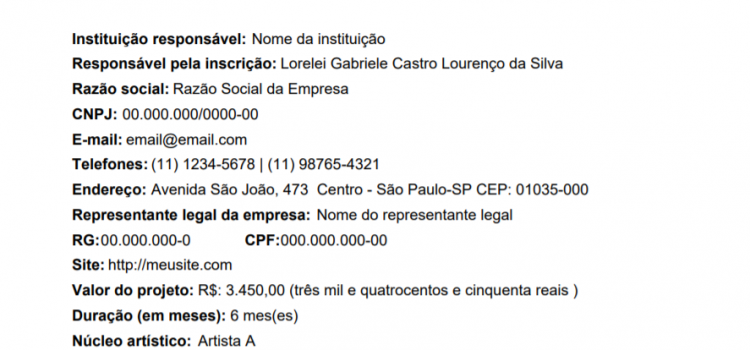 Instituição responsável: Nome da instituição
Responsável pela inscrição: Lorelei Gabriele Castro Lourenço da Silva
Razão social: Razão Social da Empresa
CNPJ: 00.000.000/0000-00
E-mail: email@email.com
Telefones: (11) 1234-5678 | (11) 98765-4321
Endereço: Avenida São João, 473 Centro - São Paulo-SP CEP: 01035-000
Representante legal da empresa: Nome do representante legal
RG:00.000.000-0 CPF:000.000.000-00
Site: http://meusite.com
Valor do projeto: R$: 3.450,00 (três mil e quatrocentos e cinquenta reais )
Duração (em meses): 6 mes(es)
Núcleo artístico: Artista A